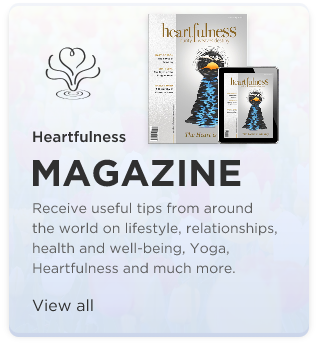 heartfulness
heartfulness
Heartfulness
MAGAZINE
Receive useful tips from around
the world on lifestyle, relationships,
health and well-being, Yoga,
Heartfulness and much more.
View all